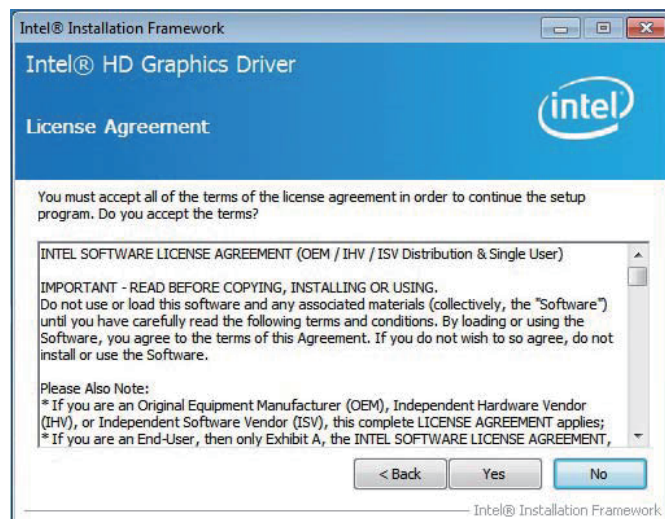 Intel® Installation Framework
Intel® HD Graphics Driver
License Agreement
intel
You must accept all of the terms of the license agreement in order to continue the setup
program. Do you accept the terms?
INTEL SOFTWARE LICENSE AGREEMENT (OEM / IHV / ISV Distribution & Single User)
IMPORTANT - READ BEFORE COPYING, INSTALLING OR USING.
Do not use or load this software and any associated materials (collectively, the "Software")
until you have carefully read the following terms and conditions. By loading or using the
Software, you agree to the terms of this Agreement. If you do not wish to so agree, do not
install or use the Software.
Please Also Note:
* If you are an Original Equipment Manufacturer (OEM), Independent Hardware Vendor
(IHV), or Independent Software Vendor (ISV), this complete LICENSE AGREEMENT applies;
* If you are an End-User, then only Exhibit A, the INTEL SOFTWARE LICENSE AGREEMENT,
< Back Yes No
Intel® Installation Framework